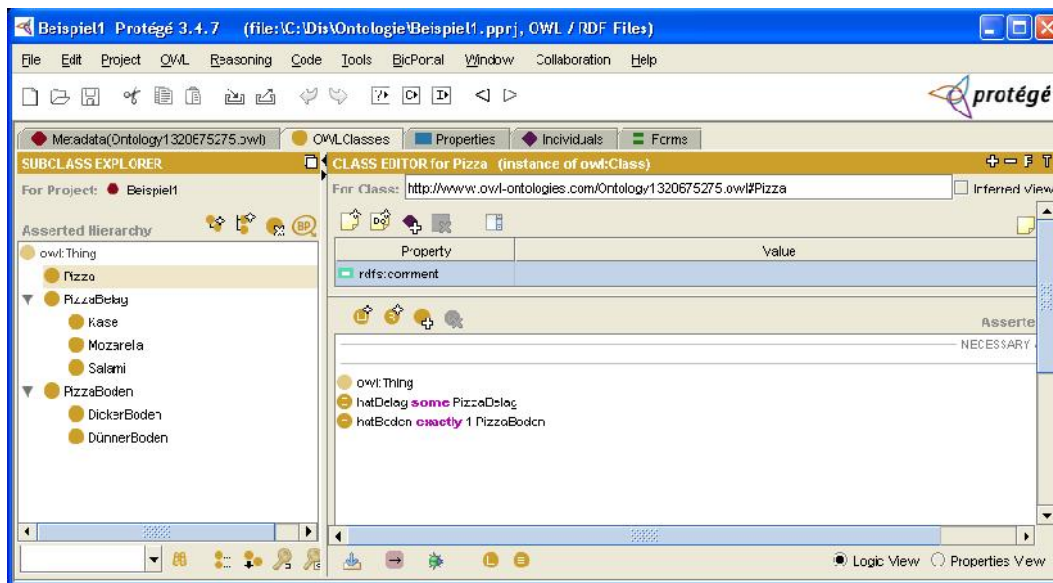 Beispiel1 Protégé 3.4.7 (file:\C:\Dis\Ontologie\Beispiel1.pprj, OWL / RDF Files)
File Edit Project OWL Reasoning Code Tools BioPortal Window Collaboration Help
protégé
Metadata(Ontology1320675275.owl) OWLClasses Properties Individuals Forms
SUBCLASS EXPLORER
For Project: Beispiel1
Asserted Hierarchy
BP
owl:Thing
Pizza
PizzaBelag
Kase
Mozarela
Salami
PizzaBoden
DickerBoden
DünnerBoden
CLASS EDITOR for Pizza (instance of owl:Class)
F T
For Class: http://www.owl-ontologies.com/Ontology1320675275.owl#Pizza
Inferred View
Property Value
rdfs:comment
Asserte
NECESSARY
owl:Thing
hatBelag some PizzaBelag
hatBoden exactly 1 PizzaBoden
Logic View Properties View